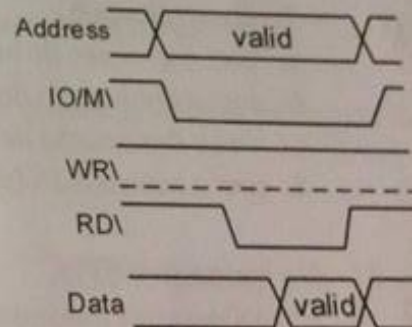 Address valid
IO/M\
WR\
RD\
Data valid